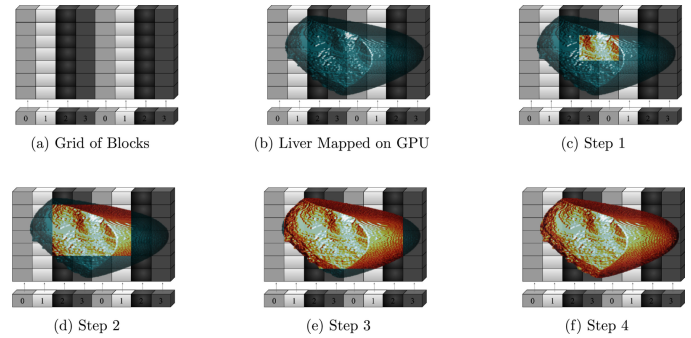 0 1 2 3 0 1 2 3
0 1 2 3 0 1 2 3
0 1 2 3 0 1 2 3
(a) Grid of Blocks
(b) Liver Mapped on GPU
(c) Step 1
0 1 2 3 0 1 2 3
0 1 2 3 0 1 2 3
0 1 2 3 0 1 2 3
(d) Step 2
(e) Step 3
(f) Step 4